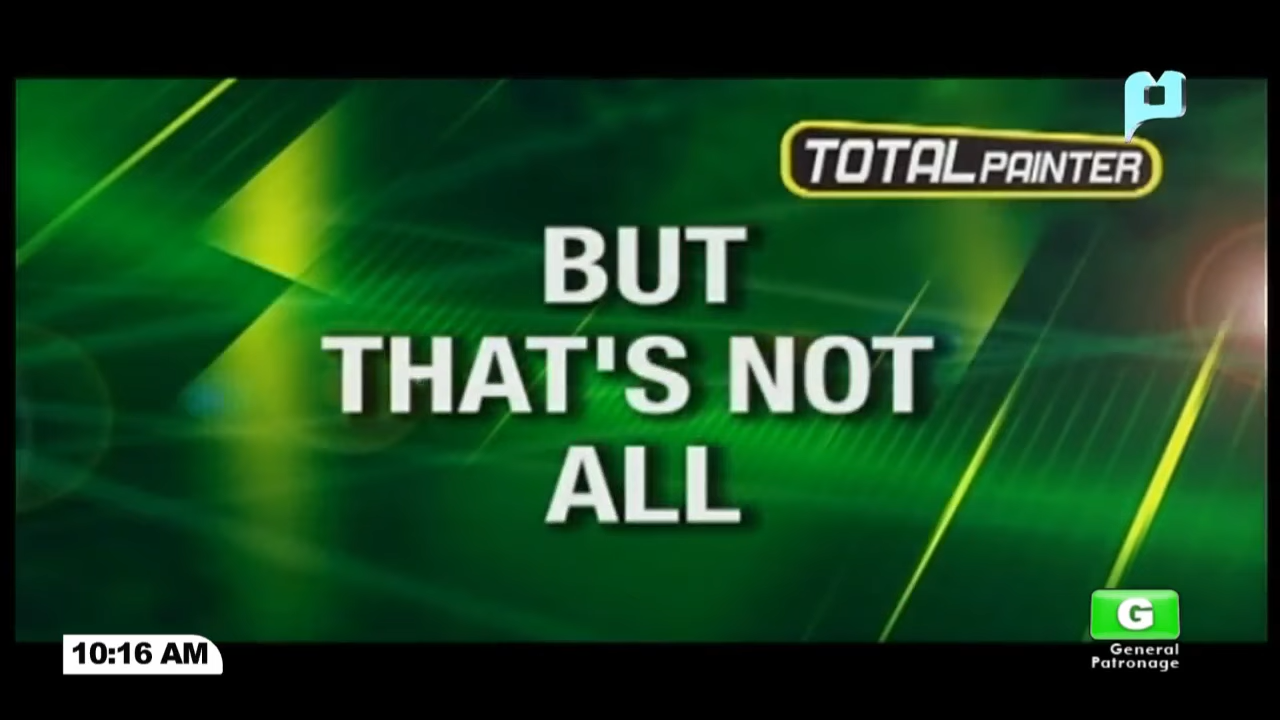 TOTAL PAINTER
BUT
THAT'S NOT
ALL
G
General
Patronage
10:16 AM